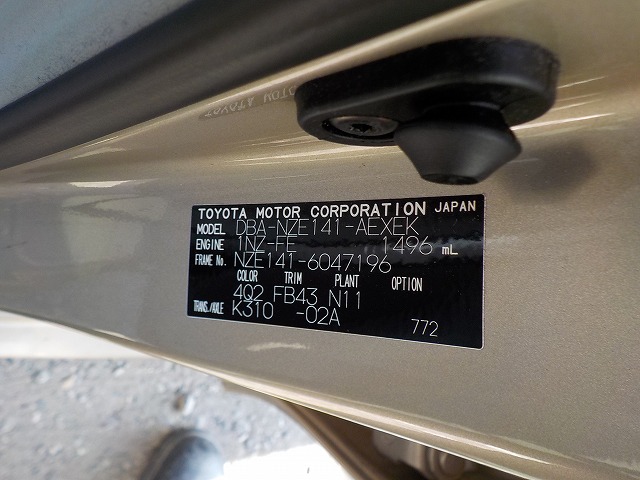 TOYOTA MOTOR CORPORATION JAPAN
MODEL DBA-NZE141-AEXEK
ENGINE 1NZ-FE 1496 mL
FRAME No. NZE141-6047196
COLOR TRIM PLANT OPTION
4Q2 FB43 N11
TRANS./AXLE K310 -02A
772